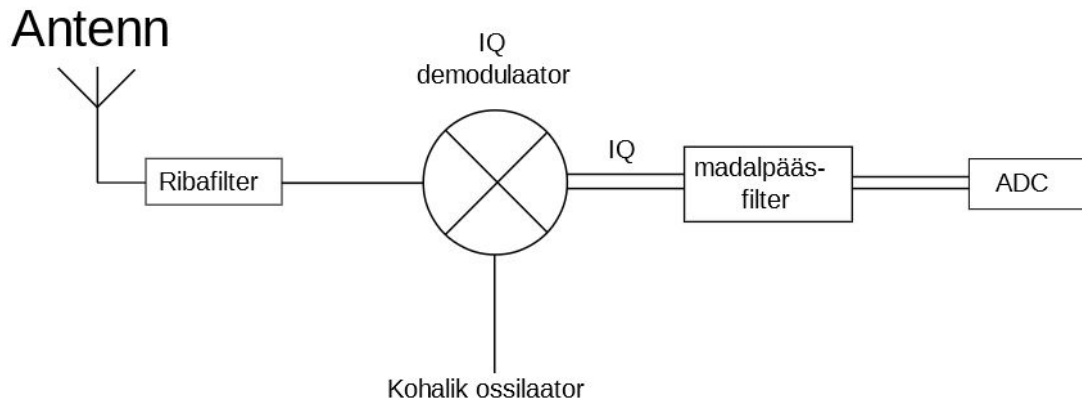 Antenn
IQ
demodulaator
Ribafilter
IQ
madalpääs-
filter
ADC
Kohalik ossilaator